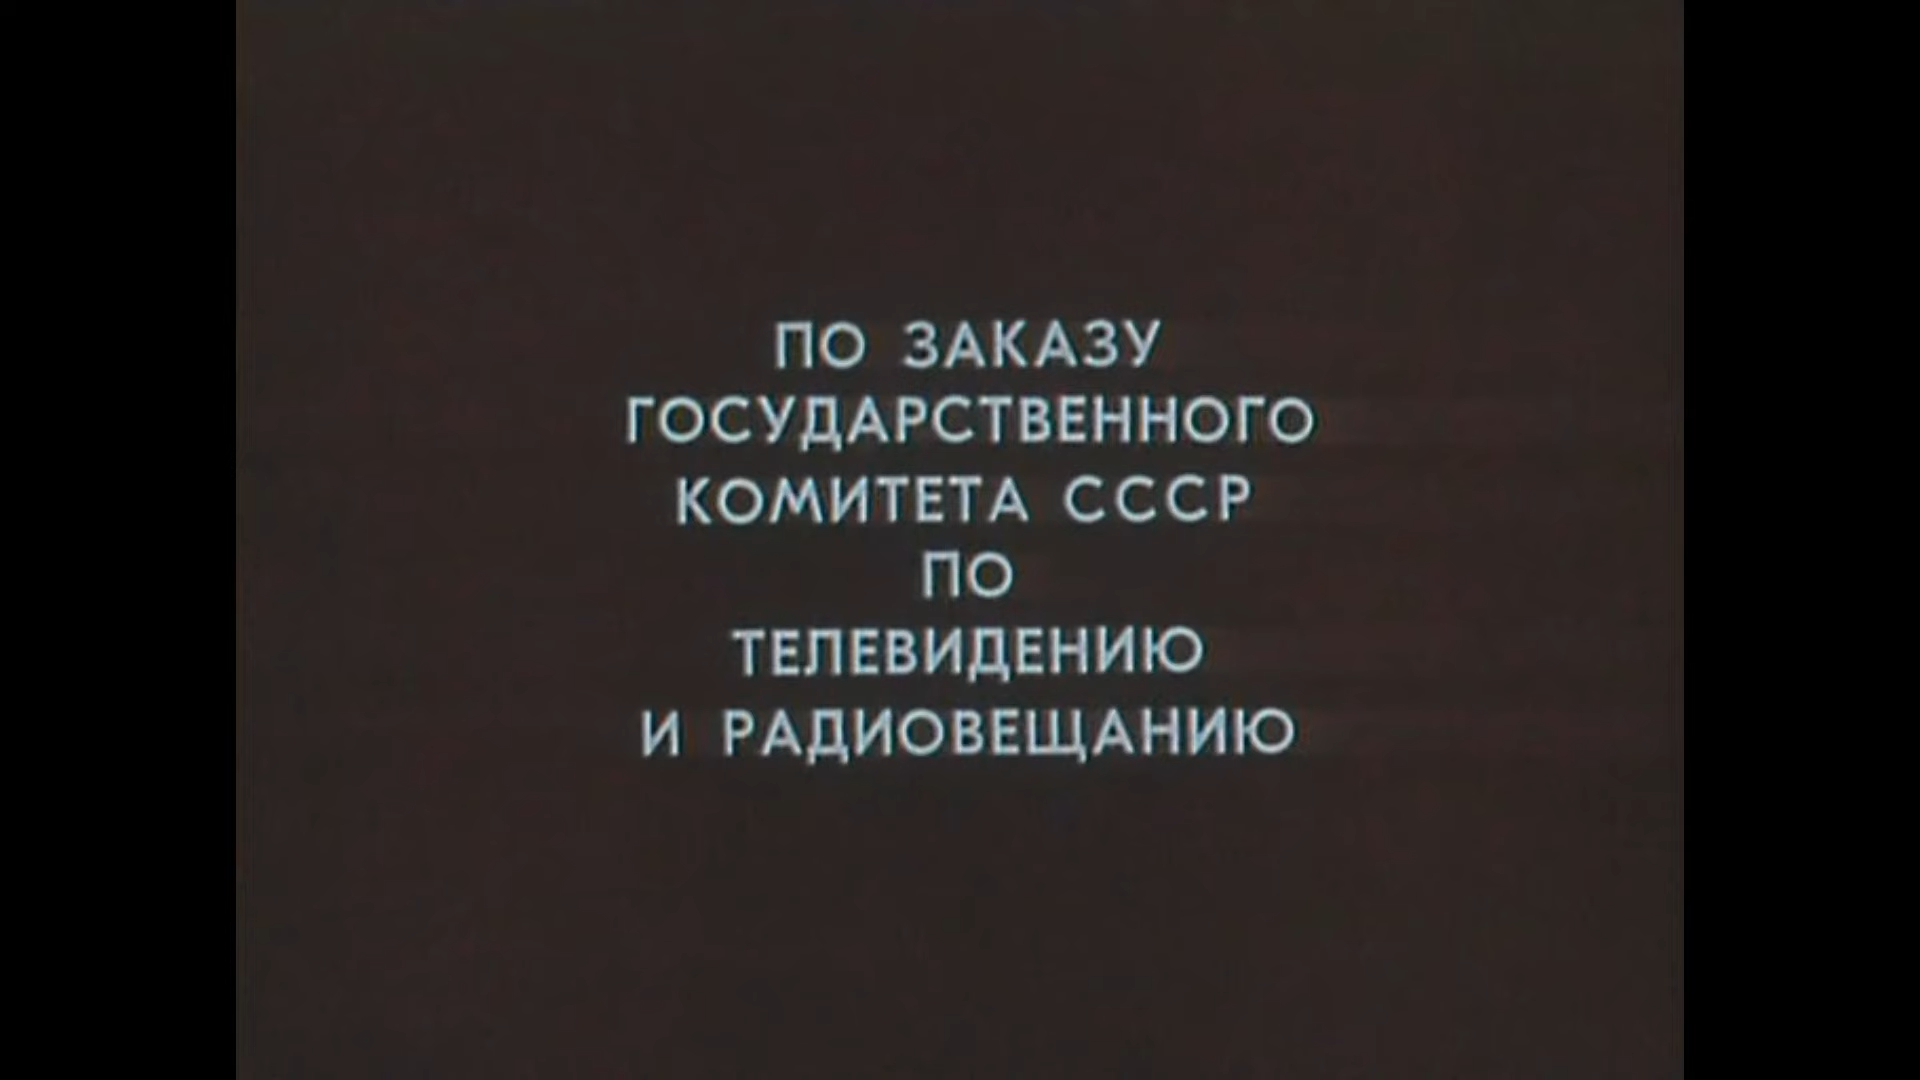 ПО ЗАКАЗУ
ГОСУДАРСТВЕННОГО
КОМИТЕТА СССР
ПО
ТЕЛЕВИДЕНИЮ
И РАДИОВЕЩАНИЮ